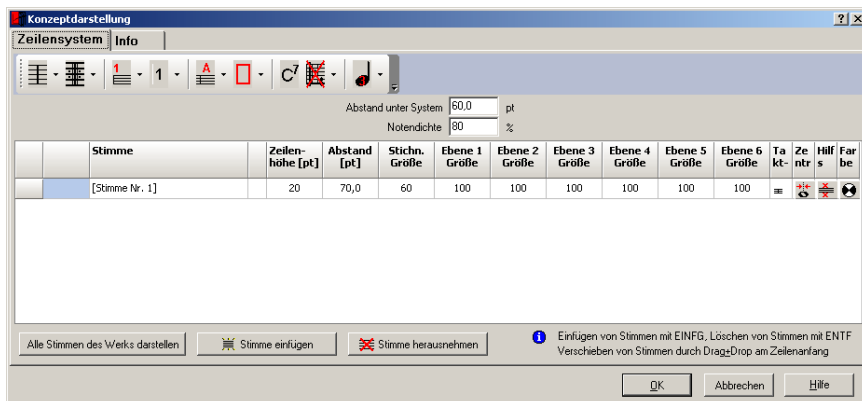 Konzeptdarstellung
Zeilensystem Info
1 1 A C7
Abstand unter System 60,0 pt
Notendichte 80 %
Stimme Zeilen-höhe [pt] Abstand [pt] Stichn. Größe Ebene 1 Größe Ebene 2 Größe Ebene 3 Größe Ebene 4 Größe Ebene 5 Größe Ebene 6 Größe Ta kt- Ze ntr Hilf s Far be
[Stimme Nr. 1] 20 70,0 60 100 100 100 100 100 100
Alle Stimmen des Werks darstellen Stimme einfügen Stimme herausnehmen
Einfügen von Stimmen mit EINFG, Löschen von Stimmen mit ENTF
Verschieben von Stimmen durch Drag+Drop am Zeilenanfang
OK Abbrechen Hilfe